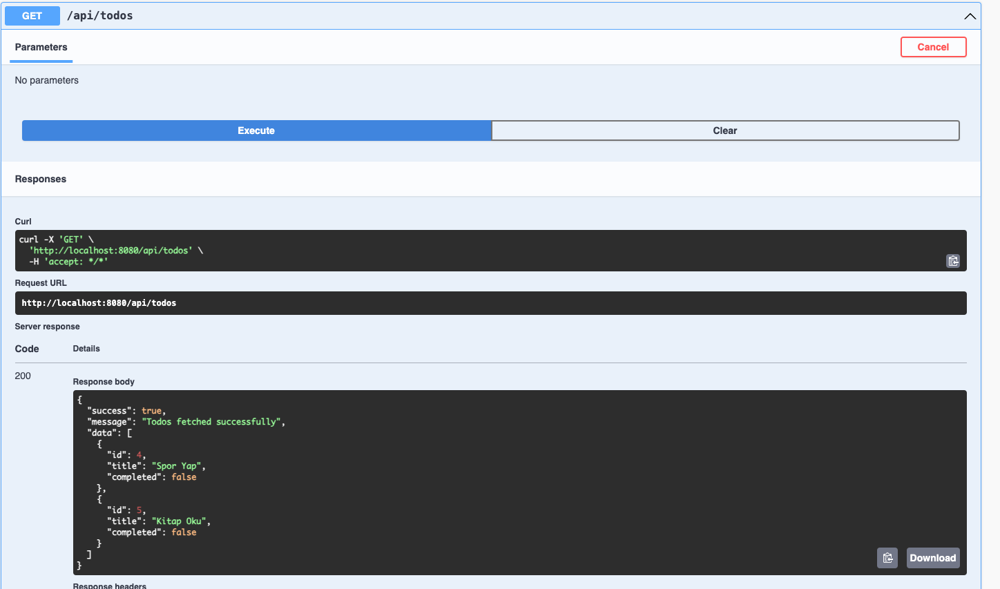 GET /api/todos
Parameters
Cancel
No parameters
Execute
Clear
Responses
Curl
curl -X 'GET' \
  'http://localhost:8080/api/todos' \
  -H 'accept: */*'
Request URL
http://localhost:8080/api/todos
Server response
Code Details
200
Response body
{
  "success": true,
  "message": "Todos fetched successfully",
  "data": [
    {
      "id": 4,
      "title": "Spor Yap",
      "completed": false
    },
    {
      "id": 5,
      "title": "Kitap Oku",
      "completed": false
    }
  ]
}
Download
Response headers